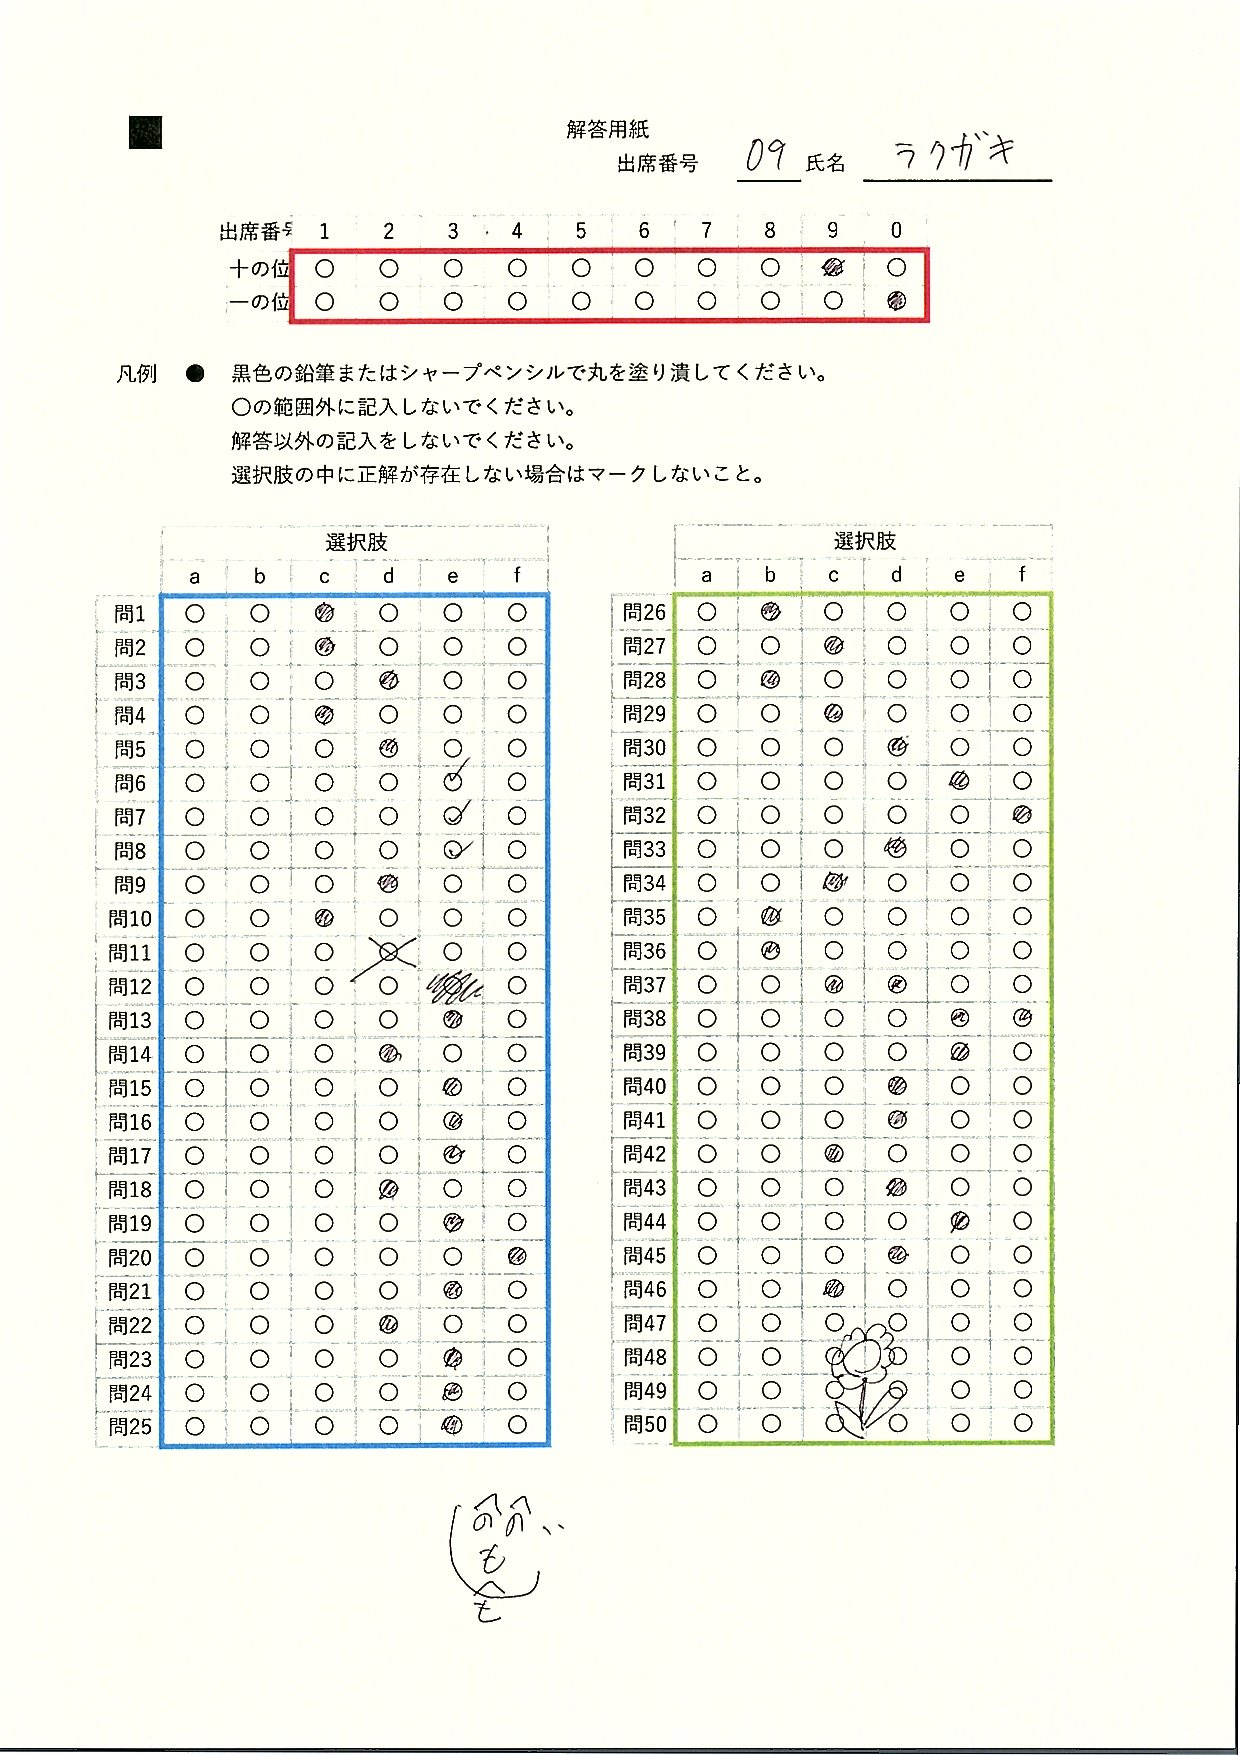 解答用紙
出席番号 09 氏名 ラクガキ
出席番号 1 2 3 4 5 6 7 8 9 0
十の位
一の位
凡例 ● 黒色の鉛筆またはシャープペンシルで丸を塗り潰してください。
〇の範囲外に記入しないでください。
解答以外の記入をしないでください。
選択肢の中に正解が存在しない場合はマークしないこと。
選択肢
a b c d e f
問1
問2
問3
問4
問5
問6
問7
問8
問9
問10
問11
問12
問13
問14
問15
問16
問17
問18
問19
問20
問21
問22
問23
問24
問25
選択肢
a b c d e f
問26
問27
問28
問29
問30
問31
問32
問33
問34
問35
問36
問37
問38
問39
問40
問41
問42
問43
問44
問45
問46
問47
問48
問49
問50
へへ
のの
も
へ
も